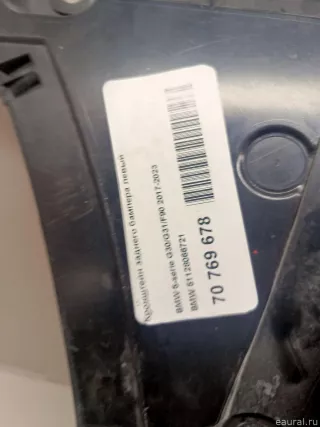 Кронштейн заднего бампера левый
BMW 5-serie G30/G31/F90 2017-2023
BMW 51128068721
70 769 678
eaural.ru